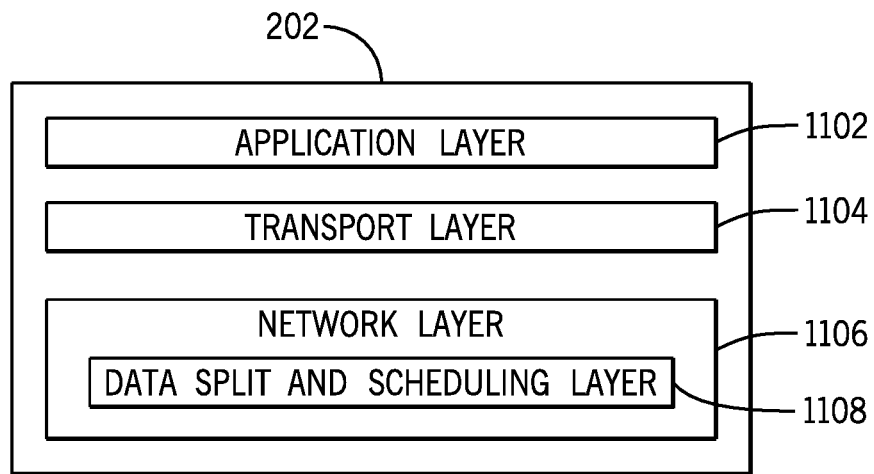 202
APPLICATION LAYER
1102
TRANSPORT LAYER
1104
NETWORK LAYER
1106
DATA SPLIT AND SCHEDULING LAYER
1108